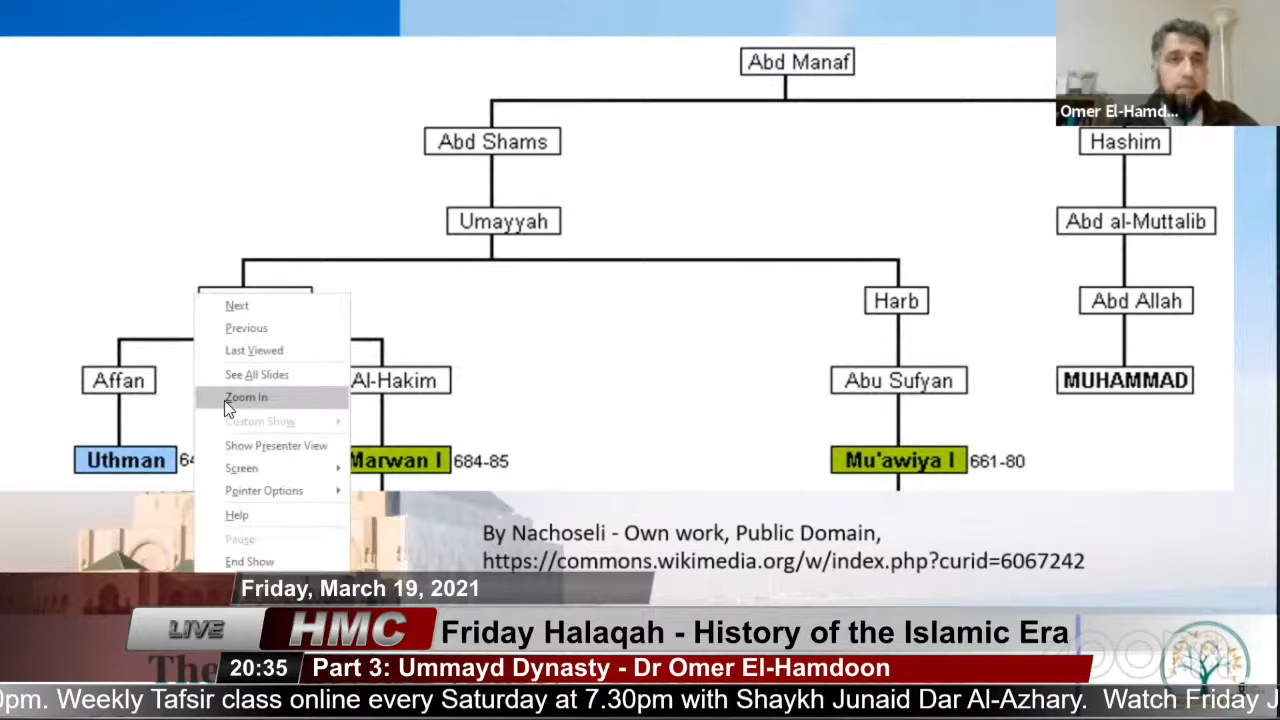 Abd Manaf
Omer El-Hamd...
Abd Shams
Hashim
Umayyah
Abd al-Muttalib
Harb
Abd Allah
Affan
Al-Hakim
Abu Sufyan
MUHAMMAD
Uthman 64
Marwan I 684-85
Mu'awiya I 661-80
Next
Previous
Last Viewed
See All Slides
Zoom In
Custom Show
Show Presenter View
Screen
Pointer Options
Help
Pause
End Show
By Nachoseli - Own work, Public Domain,
https://commons.wikimedia.org/w/index.php?curid=6067242
Friday, March 19, 2021
LIVE HMC Friday Halaqah - History of the Islamic Era
zoom
The
20:35 Part 3: Ummayd Dynasty - Dr Omer El-Hamdoon
0pm. Weekly Tafsir class online every Saturday at 7.30pm with Shaykh Junaid Dar Al-Azhary. Watch Friday J